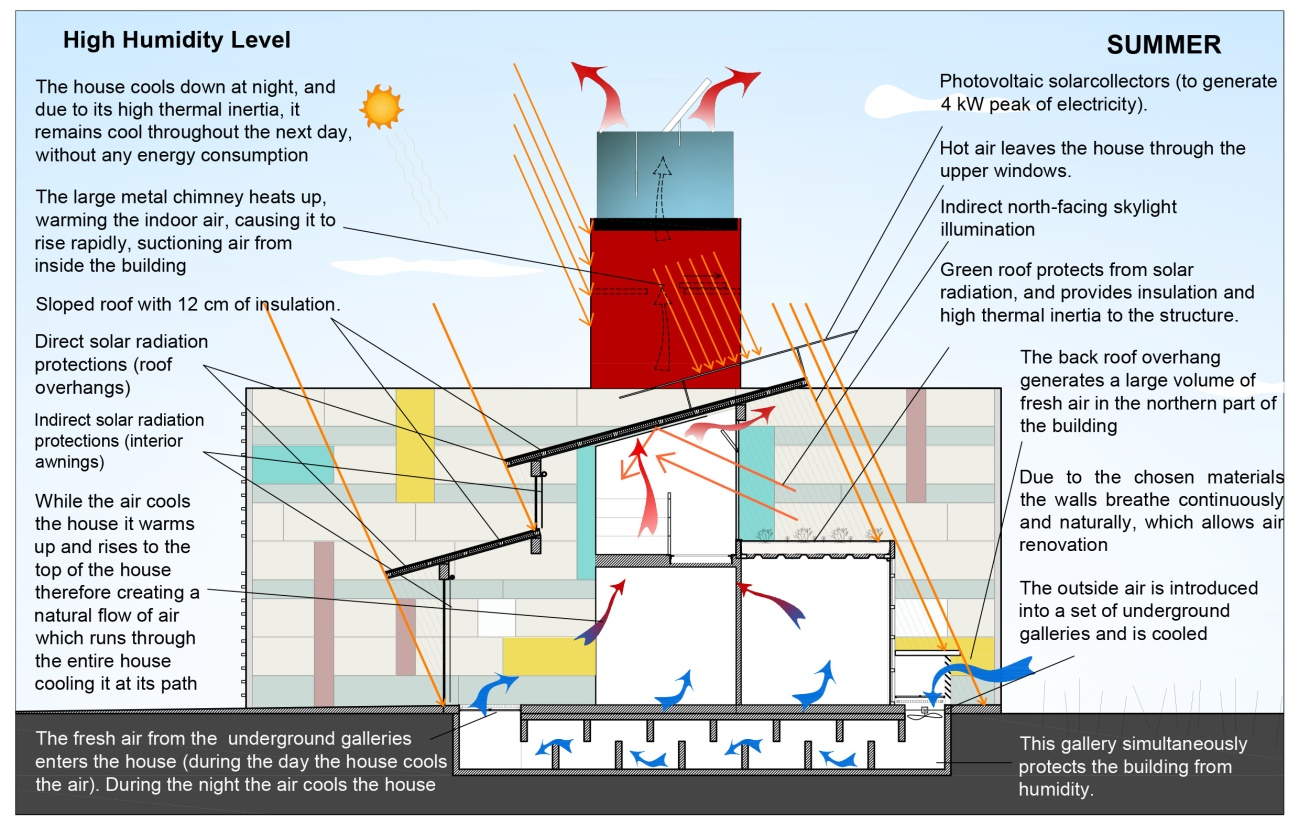 High Humidity Level
The house cools down at night, and
due to its high thermal inertia, it
remains cool throughout the next day,
without any energy consumption
The large metal chimney heats up,
warming the indoor air, causing it to
rise rapidly, suctioning air from
inside the building
Sloped roof with 12 cm of insulation.
Direct solar radiation
protections (roof
overhangs)
Indirect solar radiation
protections (interior
awnings)
While the air cools
the house it warms
up and rises to the
top of the house
therefore creating a
natural flow of air
which runs through
the entire house
cooling it at its path
The fresh air from the underground galleries
enters the house (during the day the house cools
the air). During the night the air cools the house
SUMMER
Photovoltaic solarcollectors (to generate
4 kW peak of electricity).
Hot air leaves the house through the
upper windows.
Indirect north-facing skylight
illumination
Green roof protects from solar
radiation, and provides insulation and
high thermal inertia to the structure.
The back roof overhang
generates a large volume of
fresh air in the northern part of
the building
Due to the chosen materials
the walls breathe continuously
and naturally, which allows air
renovation
The outside air is introduced
into a set of underground
galleries and is cooled
This gallery simultaneously
protects the building from
humidity.